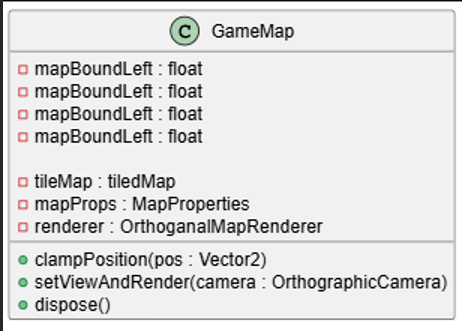 C GameMap
mapBoundLeft : float
mapBoundLeft : float
mapBoundLeft : float
mapBoundLeft : float
tileMap : tiledMap
mapProps : MapProperties
renderer : OrthoganalMapRenderer
clampPosition(pos : Vector2)
setViewAndRender(camera : OrthographicCamera)
dispose()